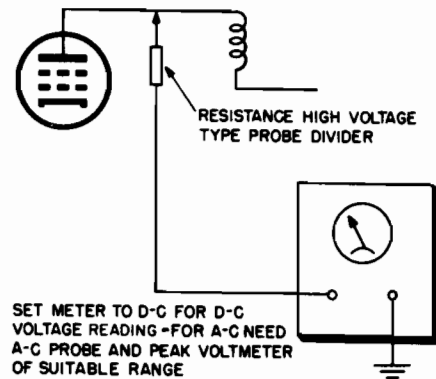 RESISTANCE HIGH VOLTAGE
TYPE PROBE DIVIDER
SET METER TO D-C FOR D-C
VOLTAGE READING - FOR A-C NEED
A-C PROBE AND PEAK VOLTMETER
OF SUITABLE RANGE